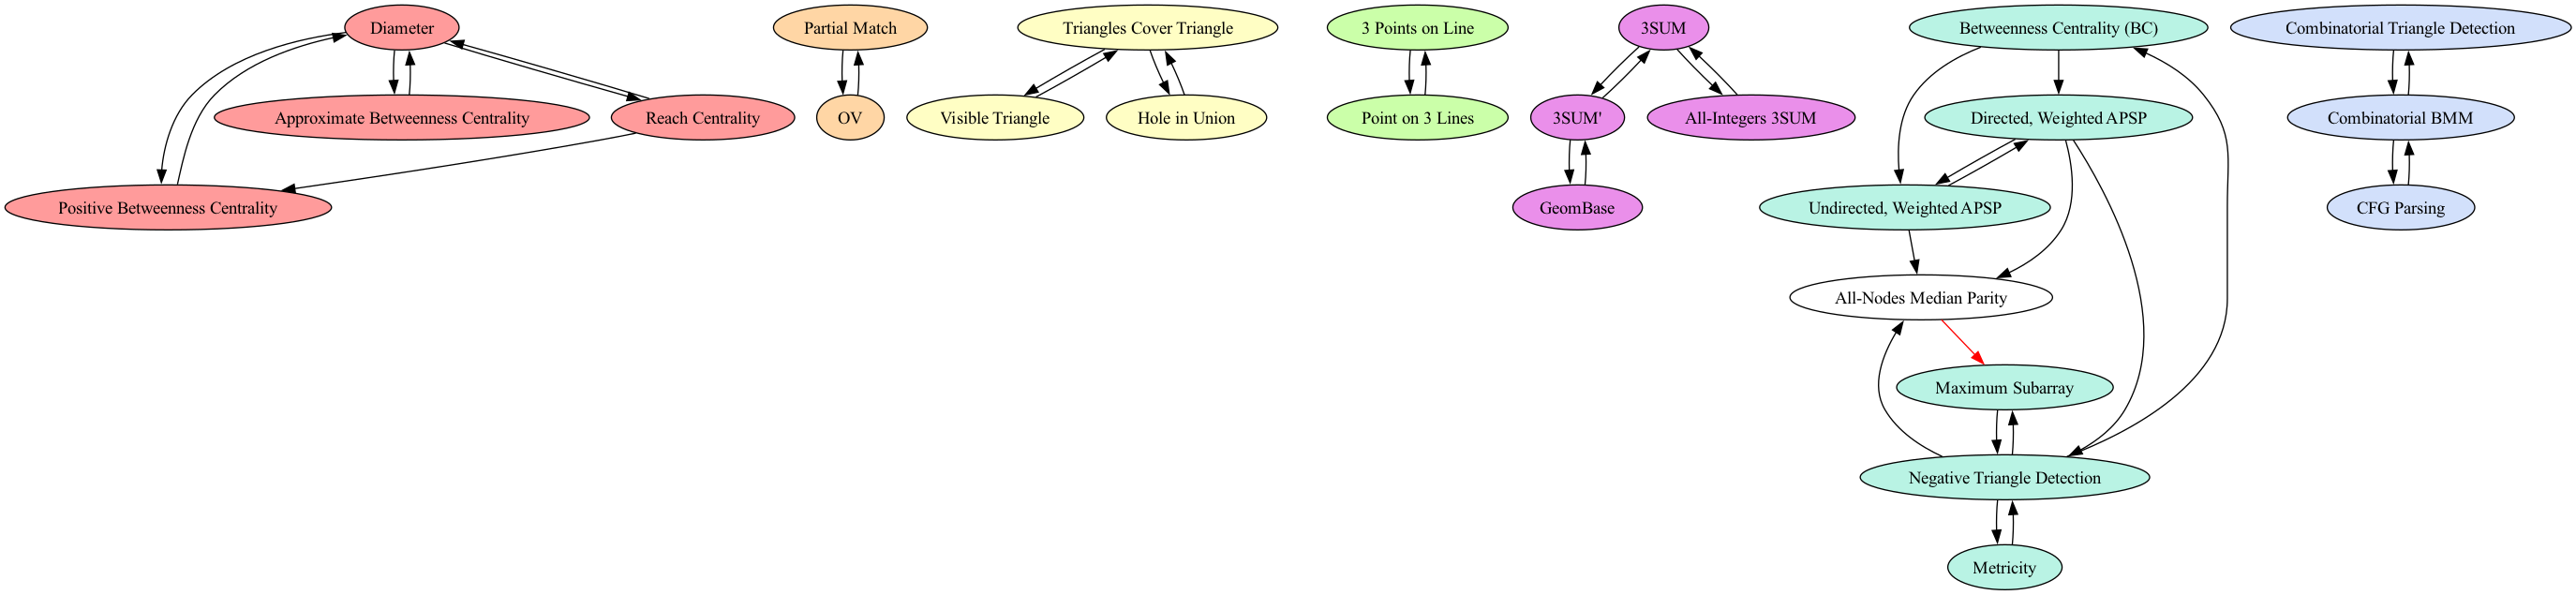 Diameter
Partial Match
Triangles Cover Triangle
3 Points on Line
3SUM
Betweenness Centrality (BC)
Combinatorial Triangle Detection
Approximate Betweenness Centrality
Reach Centrality
OV
Visible Triangle
Hole in Union
Point on 3 Lines
3SUM'
All-Integers 3SUM
Directed, Weighted APSP
Combinatorial BMM
Positive Betweenness Centrality
GeomBase
Undirected, Weighted APSP
CFG Parsing
All-Nodes Median Parity
Maximum Subarray
Negative Triangle Detection
Metricity